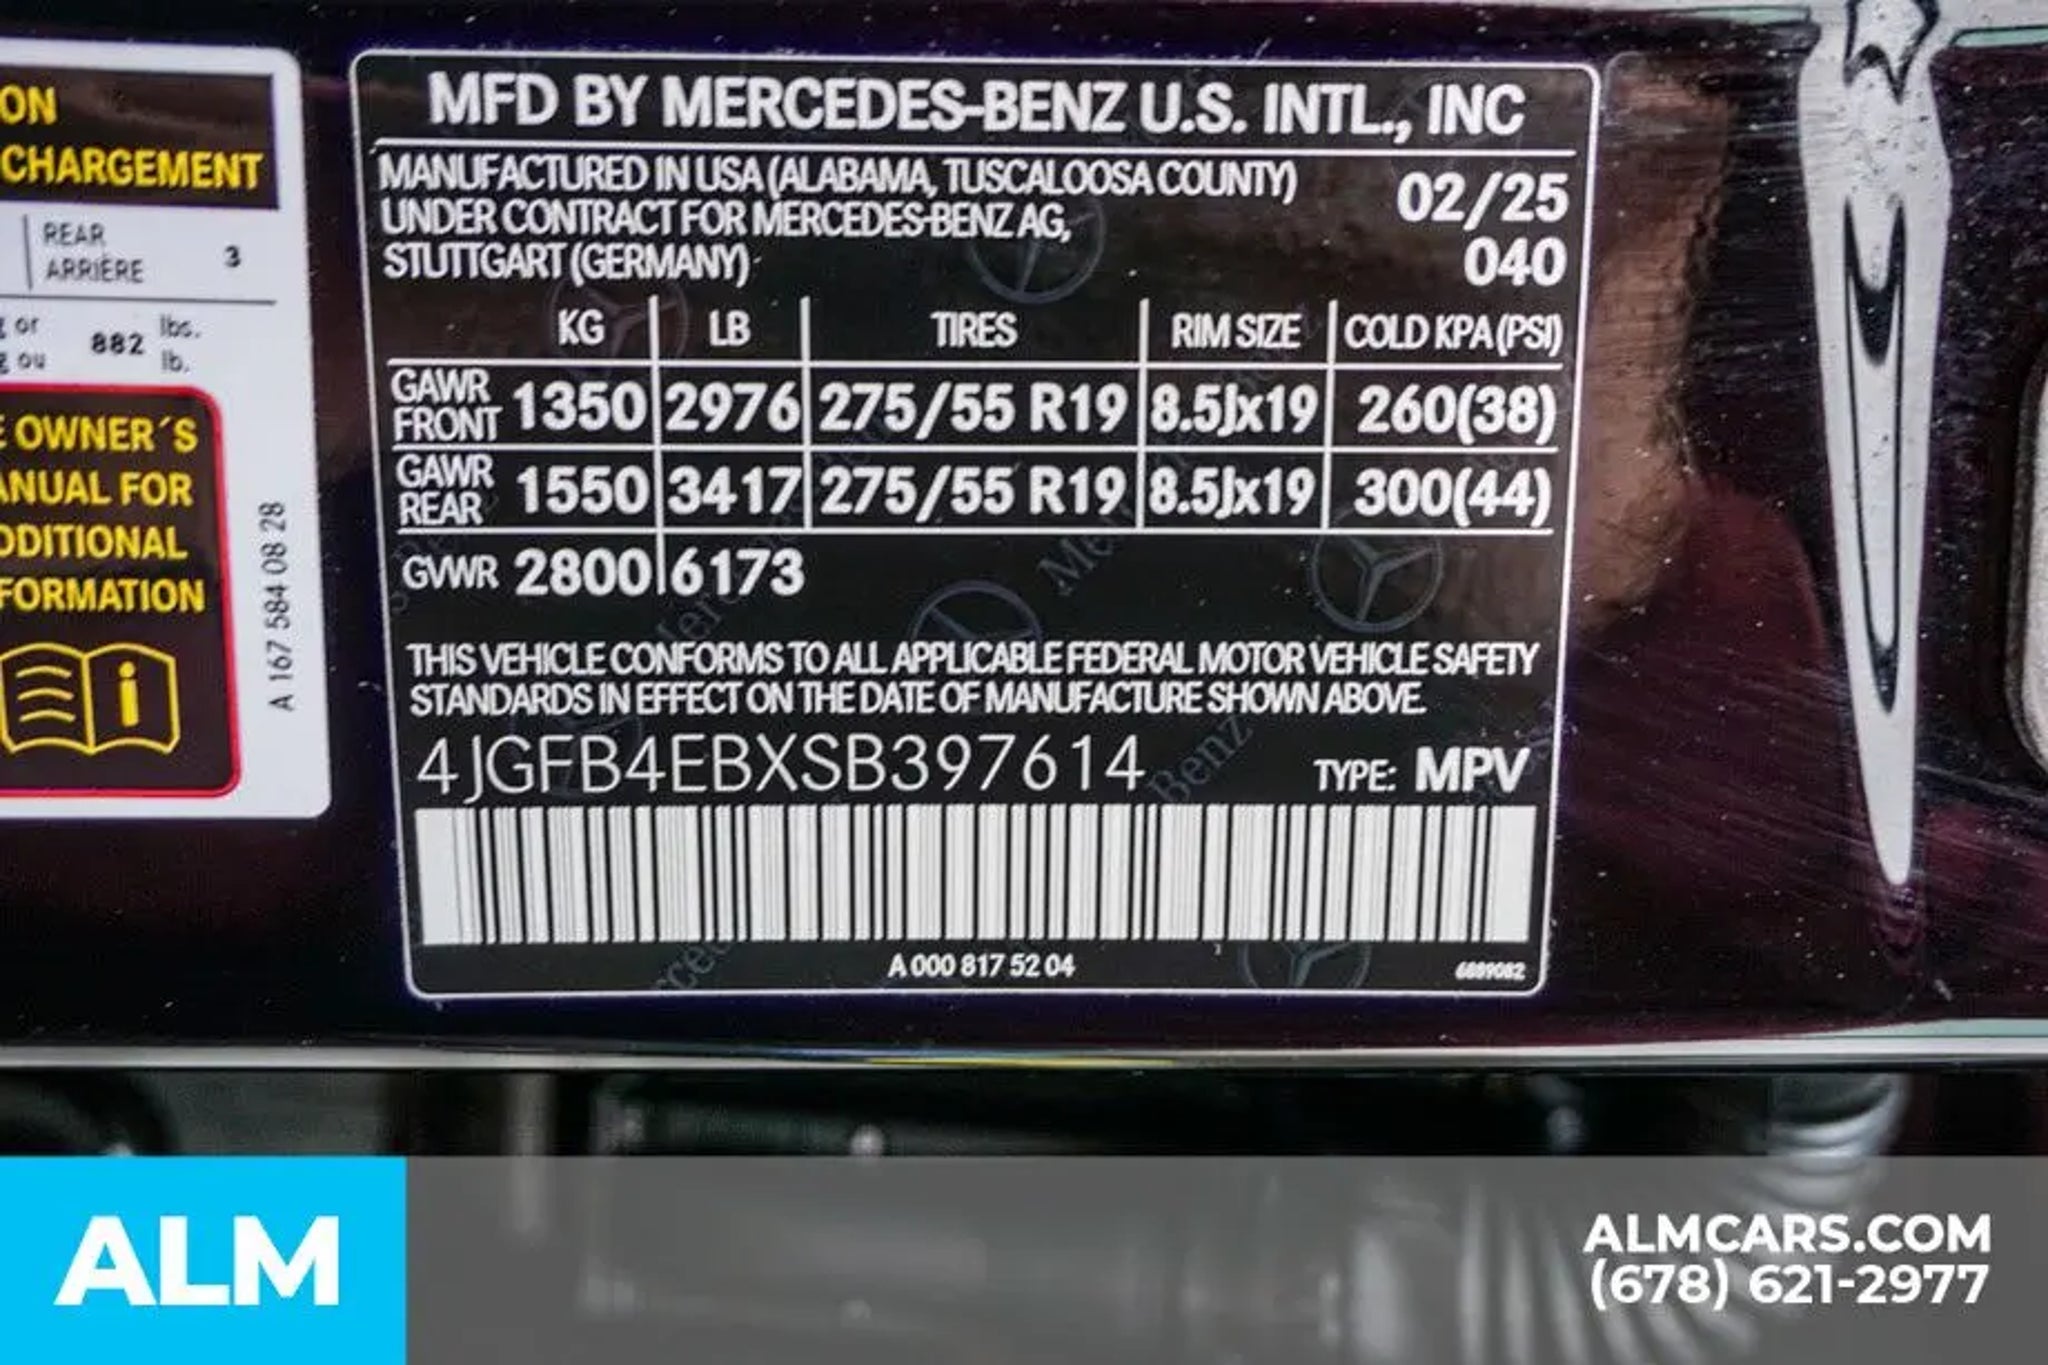 ON
CHARGEMENT
REAR
ARRIÈRE 3
or
ou 882 lbs.
lb.
OWNER´S
FOR
FORMATION
A 167 584 08 28
MFD BY MERCEDES-BENZ U.S. INTL., INC
MANUFACTURED IN USA (ALABAMA, TUSCALOOSA COUNTY) 02/25
UNDER CONTRACT FOR MERCEDES-BENZ AG,
STUTTGART (GERMANY) 040
KG LB TIRES RIM SIZE COLD KPA (PSI)
GAWR FRONT 1350 2976 275/55 R19 8.5Jx19 260(38)
GAWR REAR 1550 3417 275/55 R19 8.5Jx19 300(44)
GVWR 2800 6173
THIS VEHICLE CONFORMS TO ALL APPLICABLE FEDERAL MOTOR VEHICLE SAFETY
STANDARDS IN EFFECT ON THE DATE OF MANUFACTURE SHOWN ABOVE.
4JGFB4EBXSB397614 TYPE: MPV
A 000 817 52 04
ALM
ALMCARS.COM
(678) 621-2977